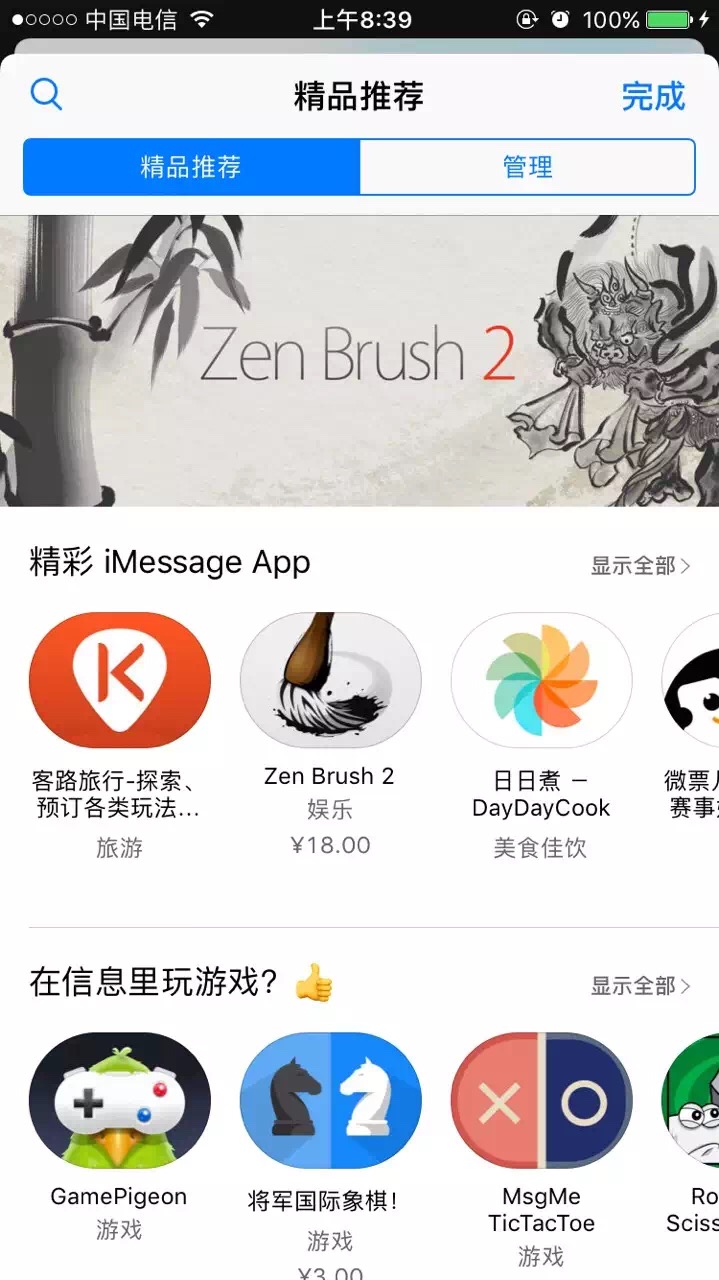 中国电信 上午8:39 100%
精品推荐 完成
精品推荐 管理
Zen Brush 2
精彩 iMessage App 显示全部
客路旅行-探索、
预订各类玩法...
旅游
Zen Brush 2
娱乐
¥18.00
日日煮 –
DayDayCook
美食佳饮
微票
赛事
在信息里玩游戏？👍 显示全部
GamePigeon
游戏
将军国际象棋！
游戏
¥3.00
MsgMe
TicTacToe
游戏
Ro
Sciss